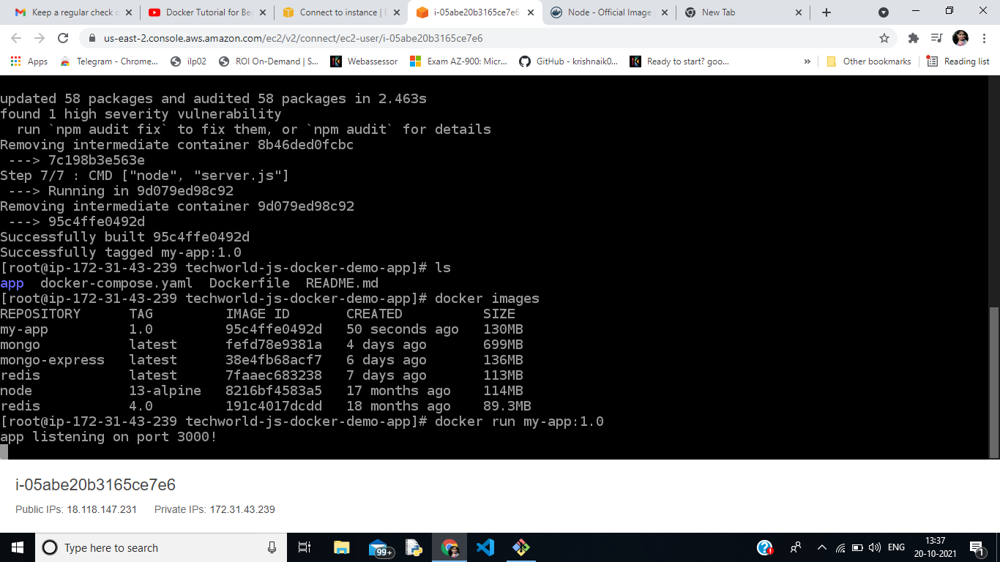 Keep a regular check o
Docker Tutorial for Be
Connect to instance | E
i-05abe20b3165ce7e6
Node - Official Image
New Tab
us-east-2.console.aws.amazon.com/ec2/v2/connect/ec2-user/i-05abe20b3165ce7e6
Apps
Telegram - Chrome...
ilp02
ROI On-Demand | S...
Webassessor
Exam AZ-900: Micr...
GitHub - krishnaik0...
Ready to start? goo...
»
Other bookmarks
Reading list
updated 58 packages and audited 58 packages in 2.463s
found 1 high severity vulnerability
  run `npm audit fix` to fix them, or `npm audit` for details
Removing intermediate container 8b46ded0fcbc
 ---> 7c198b3e563e
Step 7/7 : CMD ["node", "server.js"]
 ---> Running in 9d079ed98c92
Removing intermediate container 9d079ed98c92
 ---> 95c4ffe0492d
Successfully built 95c4ffe0492d
Successfully tagged my-app:1.0
[root@ip-172-31-43-239 techworld-js-docker-demo-app]# ls
app  docker-compose.yaml  Dockerfile  README.md
[root@ip-172-31-43-239 techworld-js-docker-demo-app]# docker images
REPOSITORY      TAG         IMAGE ID       CREATED          SIZE
my-app          1.0         95c4ffe0492d   50 seconds ago   130MB
mongo           latest      fefd78e9381a   4 days ago       699MB
mongo-express   latest      38e4fb68acf7   6 days ago       136MB
redis           latest      7faaec683238   7 days ago       113MB
node            13-alpine   8216bf4583a5   17 months ago    114MB
redis           4.0         191c4017dcdd   18 months ago    89.3MB
[root@ip-172-31-43-239 techworld-js-docker-demo-app]# docker run my-app:1.0
app listening on port 3000!
i-05abe20b3165ce7e6
Public IPs: 18.118.147.231 Private IPs: 172.31.43.239
Type here to search
99+
ENG
13:37
20-10-2021
1